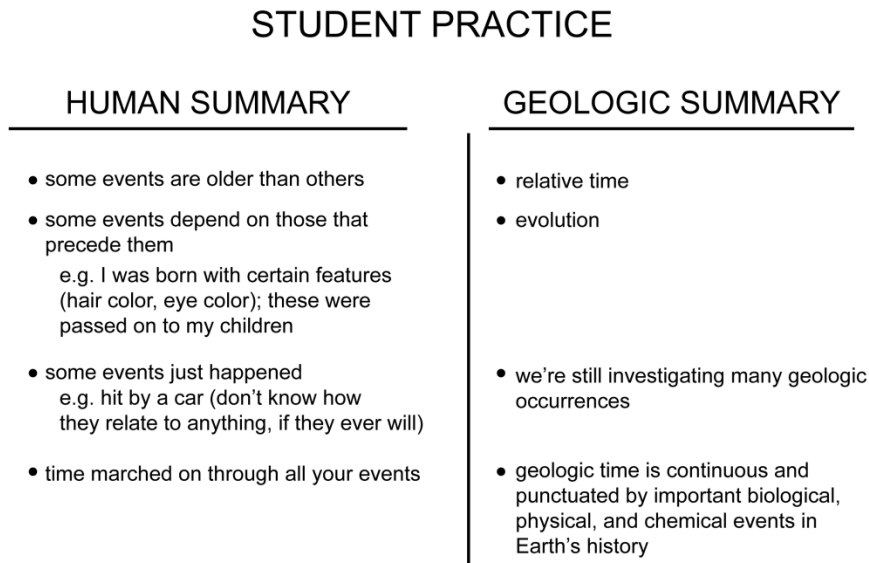 STUDENT PRACTICE
HUMAN SUMMARY
• some events are older than others
• some events depend on those that
precede them
e.g. I was born with certain features
(hair color, eye color); these were
passed on to my children
• some events just happened
e.g. hit by a car (don’t know how
they relate to anything, if they ever will)
• time marched on through all your events
GEOLOGIC SUMMARY
• relative time
• evolution
• we’re still investigating many geologic
occurrences
• geologic time is continuous and
punctuated by important biological,
physical, and chemical events in
Earth’s history